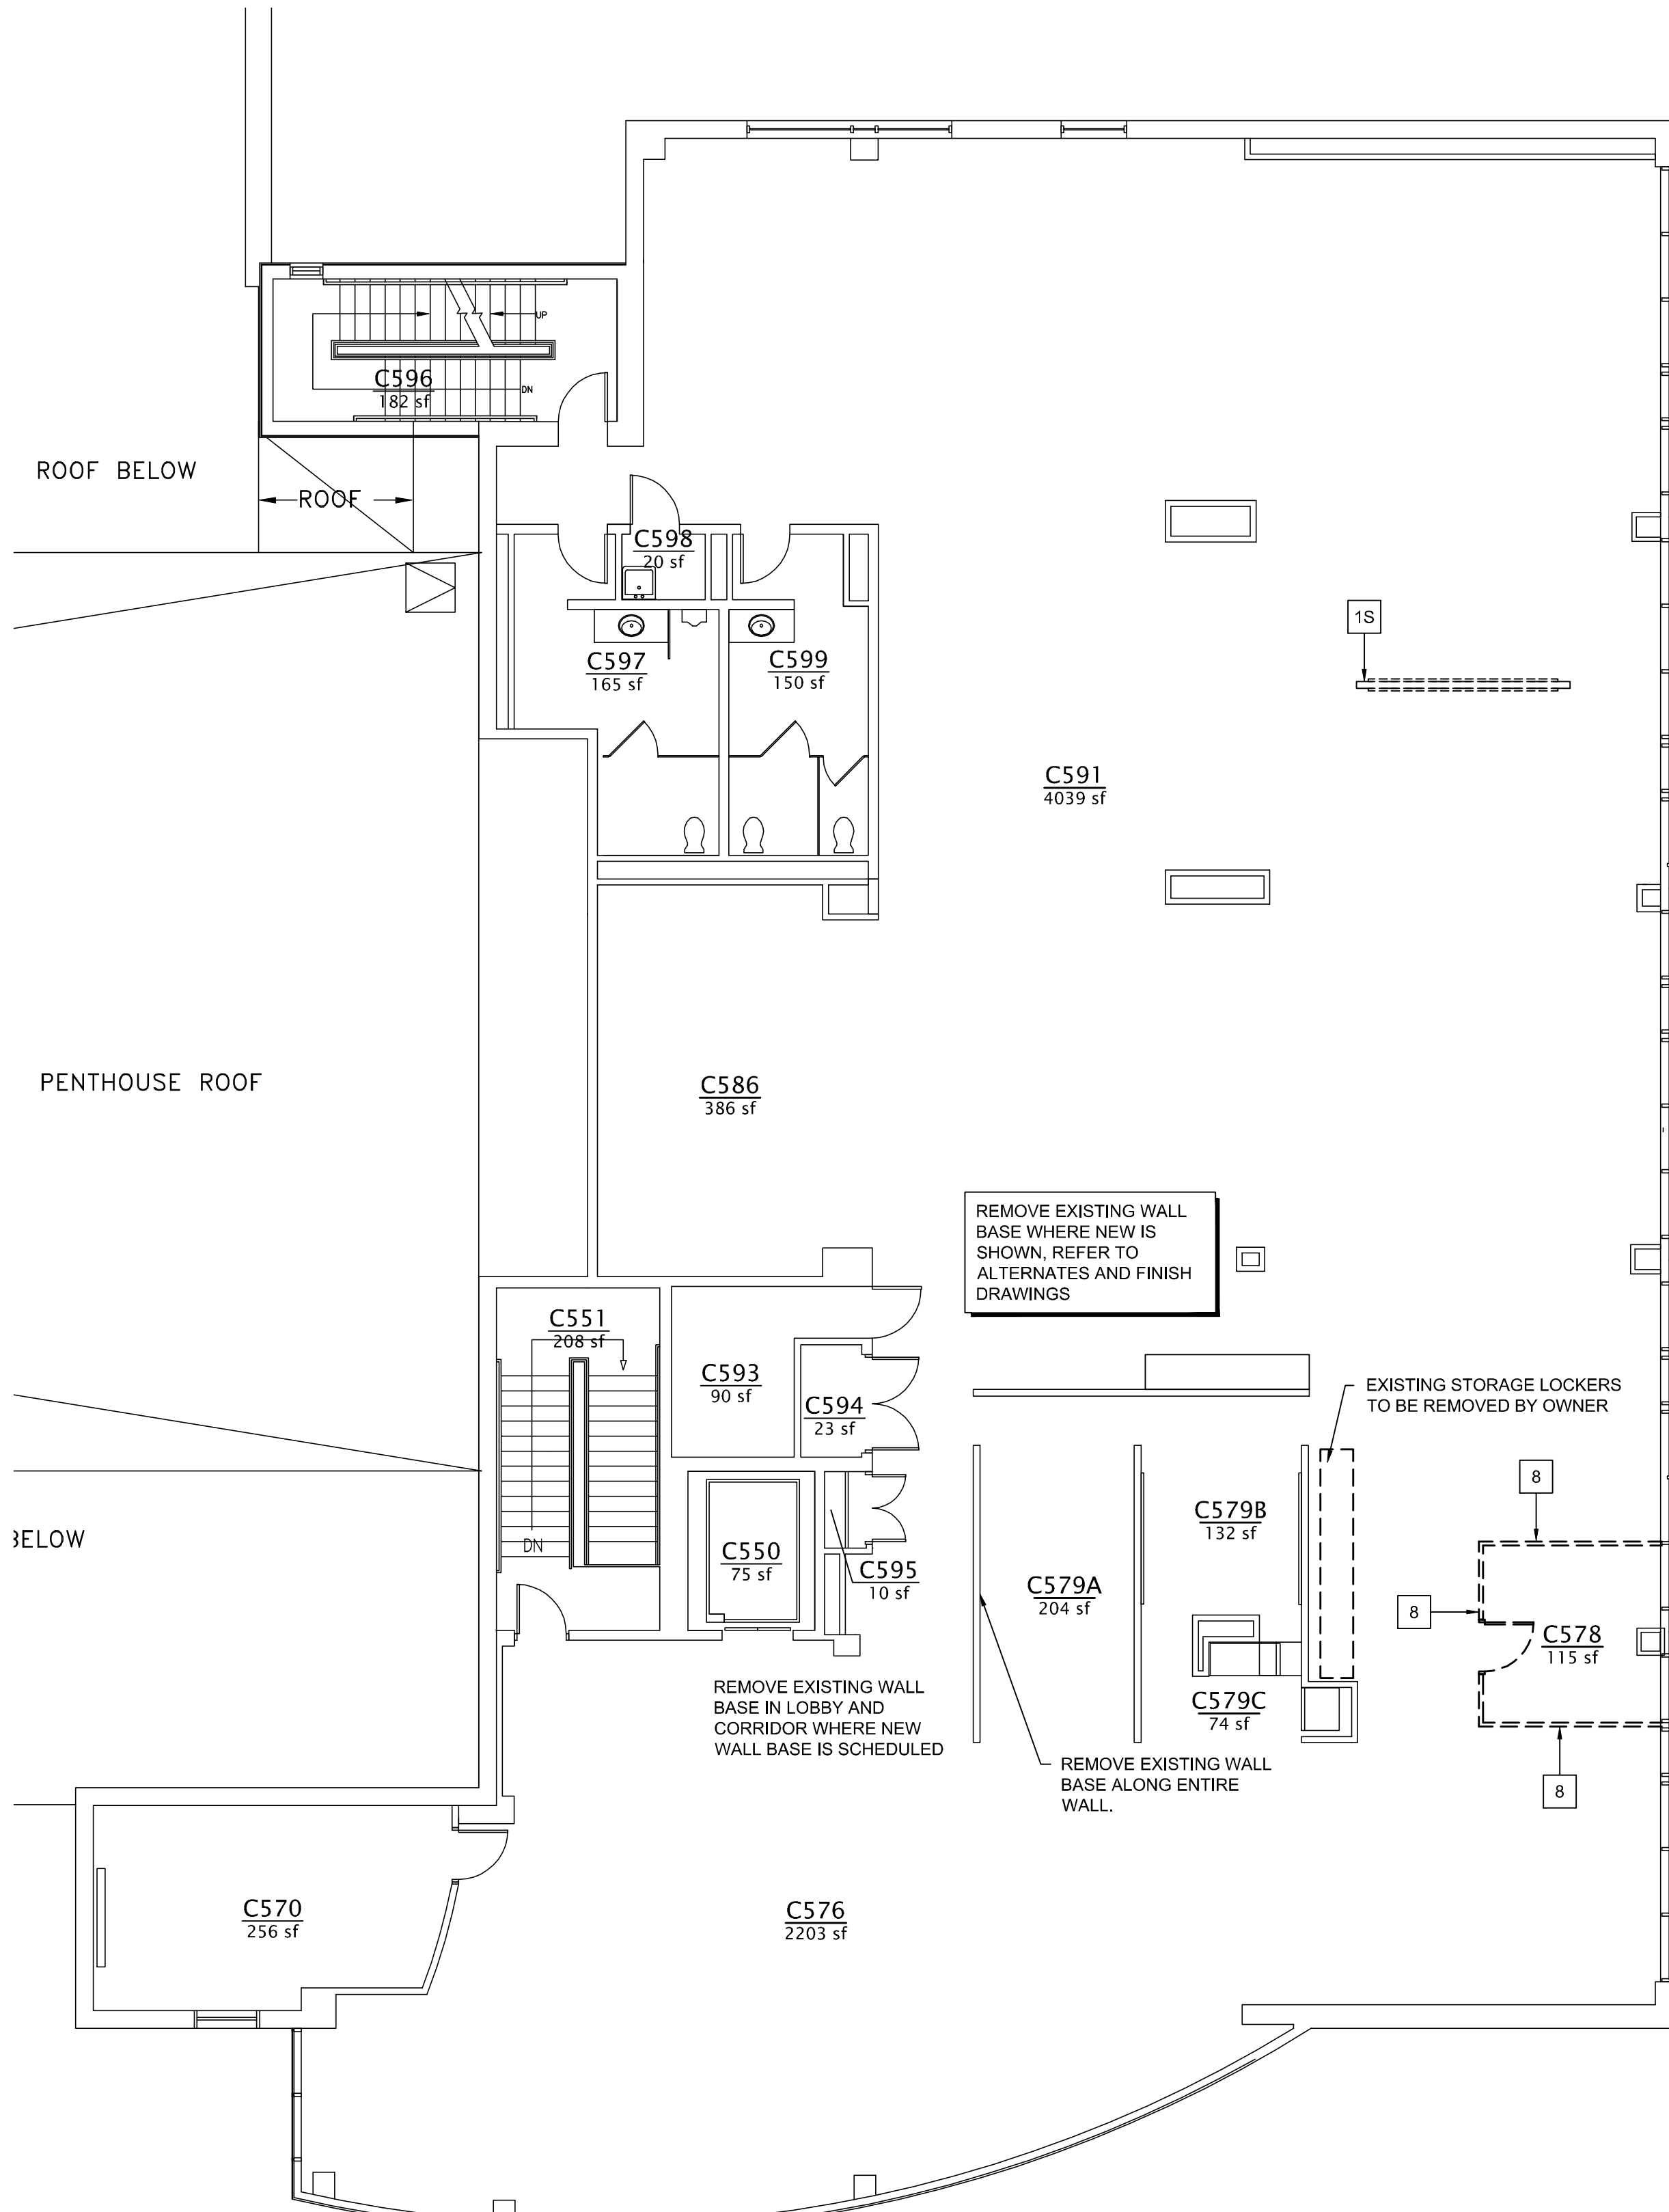 UP
C596
182 sf
DN
ROOF BELOW
ROOF
C598
20 sf
1S
C597
165 sf
C599
150 sf
C591
4039 sf
PENTHOUSE ROOF
C586
386 sf
REMOVE EXISTING WALL
BASE WHERE NEW IS
SHOWN, REFER TO
ALTERNATES AND FINISH
DRAWINGS
C551
208 sf
C593
90 sf
C594
23 sf
EXISTING STORAGE LOCKERS
TO BE REMOVED BY OWNER
8
C579B
132 sf
BELOW
DN
C550
75 sf
C595
10 sf
C579A
204 sf
8
C578
115 sf
REMOVE EXISTING WALL
BASE IN LOBBY AND
CORRIDOR WHERE NEW
WALL BASE IS SCHEDULED
C579C
74 sf
REMOVE EXISTING WALL
BASE ALONG ENTIRE
WALL.
8
C570
256 sf
C576
2203 sf